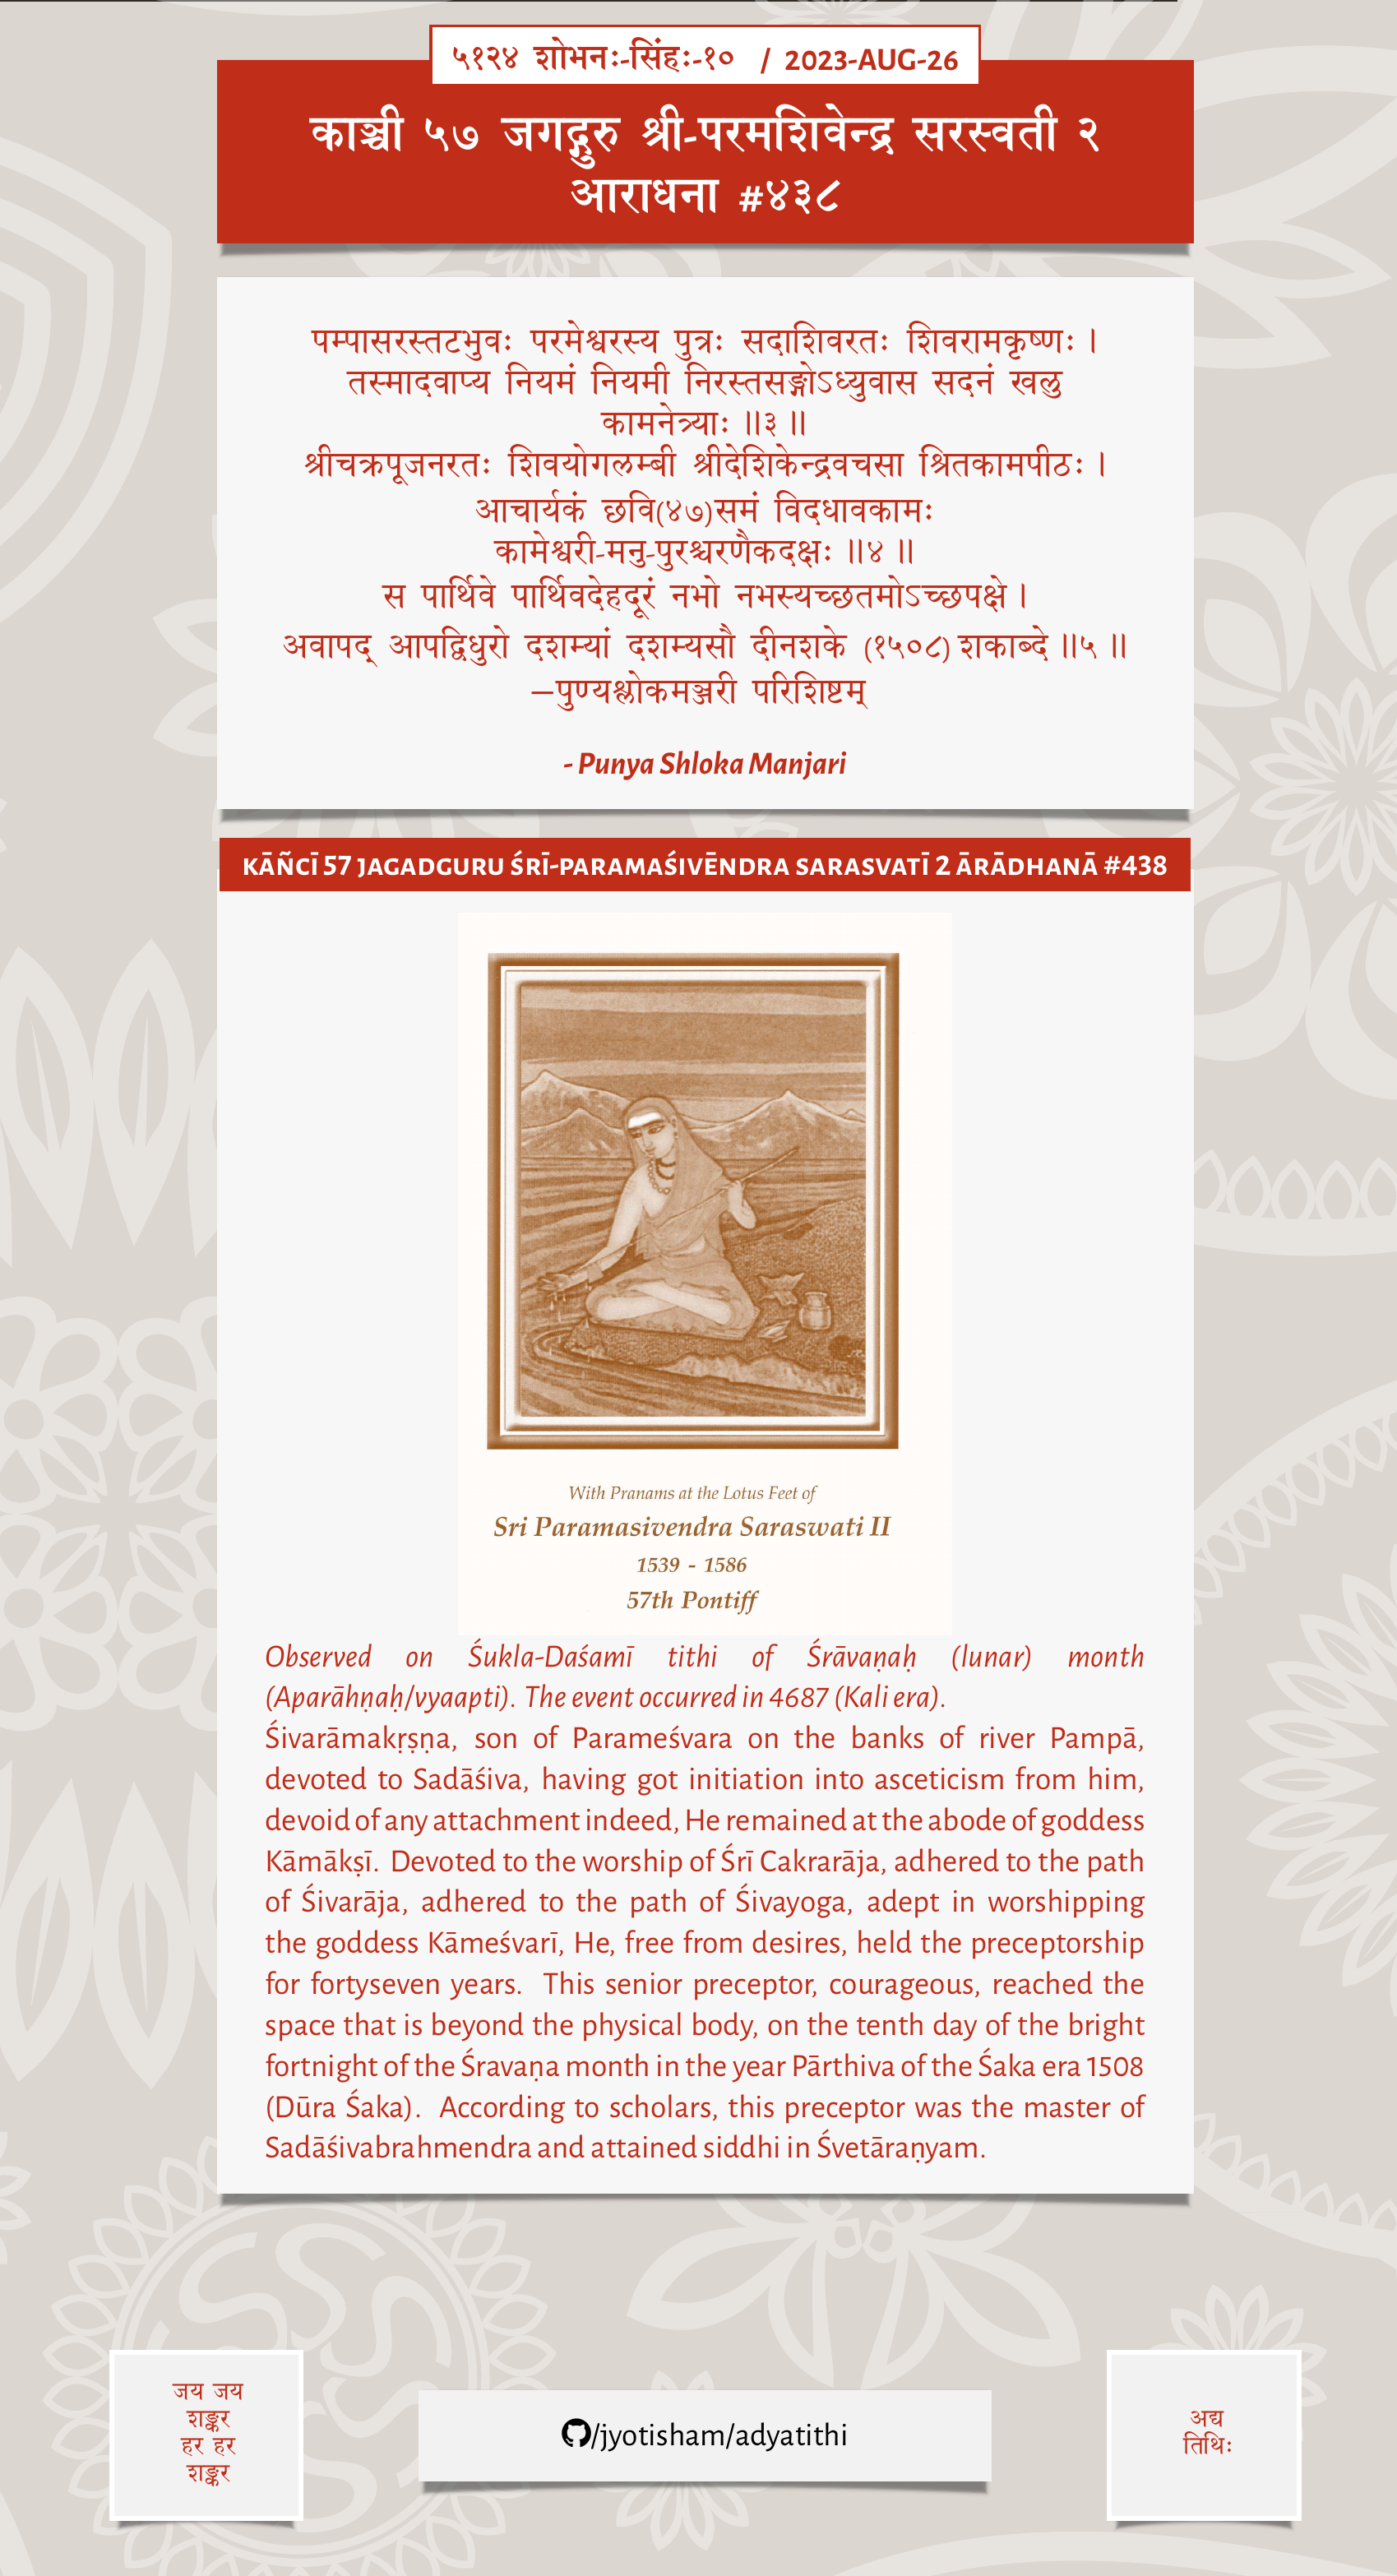 ५१२४ शोभनः-सिंहः-१० / 2023-AUG-26
काञ्ची ५७ जगद्गुरु श्री-परमशिवेन्द्र सरस्वती २
आराधना #४३८
पम्पासरस्तटभुवः परमेश्वरस्य पुत्रः सदाशिवरतः शिवरामकृष्णः ।
तस्मादवाप्य नियमं नियमी निरस्तसङ्गोऽध्युवास सदनं खलु
कामनेत्र्याः ॥३॥
श्रीचक्रपूजनरतः शिवयोगलम्बी श्रीदेशिकेन्द्रवचसा श्रितकामपीठः ।
आचार्यकं छवि(४७)समं विदधावकामः
कामेश्वरी-मनु-पुरश्चरणैकदक्षः ॥४॥
स पार्थिवे पार्थिवदेहदूरं नभो नभस्यच्छतमोऽच्छपक्षे ।
अवापद् आपद्विधुरो दशम्यां दशम्यसौ दीनशके (१५०८) शकाब्दे ॥५॥
—पुण्यश्लोकमञ्जरी परिशिष्टम्
- Punya Shloka Manjari
KĀÑCĪ 57 JAGADGURU ŚRĪ-PARAMAŚIVĒNDRA SARASVATĪ 2 ĀRĀDHANĀ #438
With Pranams at the Lotus Feet of
Sri Paramasivendra Saraswati II
1539 - 1586
57th Pontiff
Observed on Śukla-Daśamī tithi of Śrāvaṇaḥ (lunar) month
(Aparāhṇaḥ/vyaapti). The event occurred in 4687 (Kali era).
Śivarāmakṛṣṇa, son of Parameśvara on the banks of river Pampā,
devoted to Sadāśiva, having got initiation into asceticism from him,
devoid of any attachment indeed, He remained at the abode of goddess
Kāmākṣī. Devoted to the worship of Śrī Cakrarāja, adhered to the path
of Śivarāja, adhered to the path of Śivayoga, adept in worshipping
the goddess Kāmeśvarī, He, free from desires, held the preceptorship
for fortyseven years. This senior preceptor, courageous, reached the
space that is beyond the physical body, on the tenth day of the bright
fortnight of the Śravaṇa month in the year Pārthiva of the Śaka era 1508
(Dūra Śaka). According to scholars, this preceptor was the master of
Sadāśivabrahmendra and attained siddhi in Śvetāraṇyam.
जय जय
शङ्कर
हर हर
शङ्कर
/jyotisham/adyatithi
अद्य
तिथिः